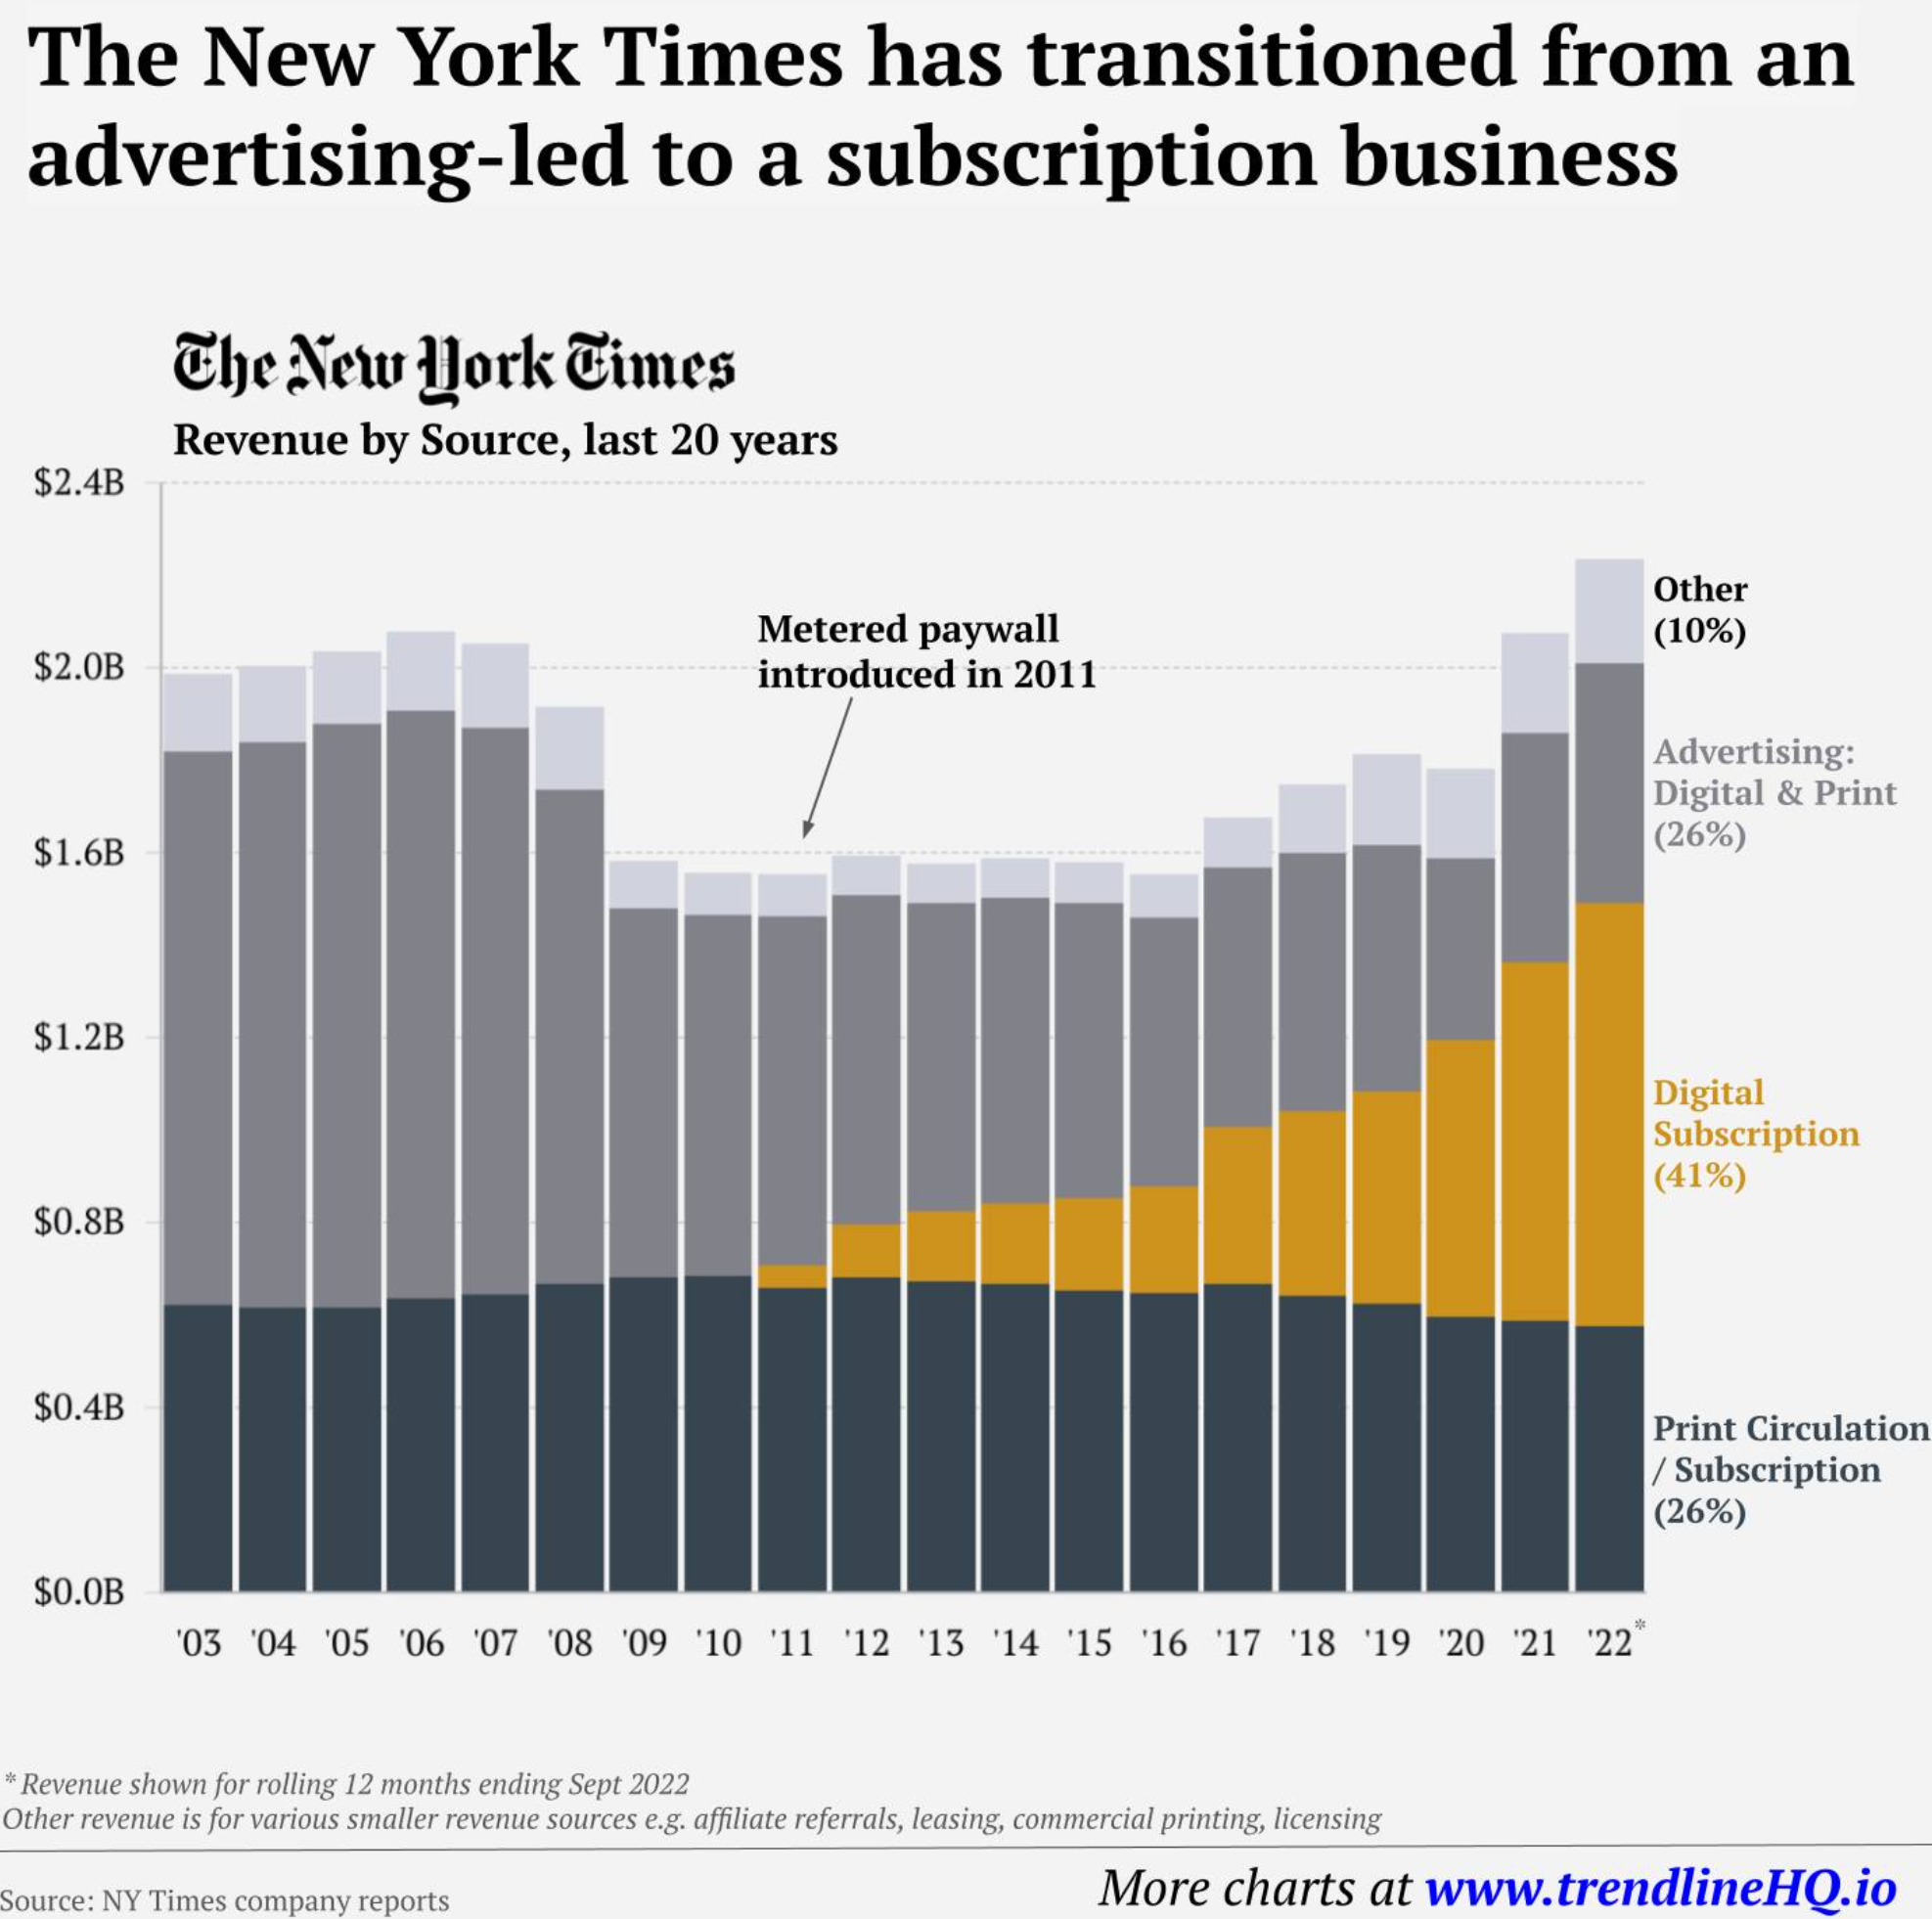 The New York Times has transitioned from an
advertising-led to a subscription business
The New York Times
Revenue by Source, last 20 years
$2.4B
$2.0B
$1.6B
$1.2B
$0.8B
$0.4B
$0.0B
Metered paywall
introduced in 2011
Other
(10%)
Advertising:
Digital & Print
(26%)
Digital
Subscription
(41%)
Print Circulation
/ Subscription
(26%)
'03 '04 '05 '06 '07 '08 '09 '10 '11 '12 '13 '14 '15 '16 '17 '18 '19 '20 '21 '22*
* Revenue shown for rolling 12 months ending Sept 2022
Other revenue is for various smaller revenue sources e.g. affiliate referrals, leasing, commercial printing, licensing
Source: NY Times company reports
More charts at www.trendlineHQ.io